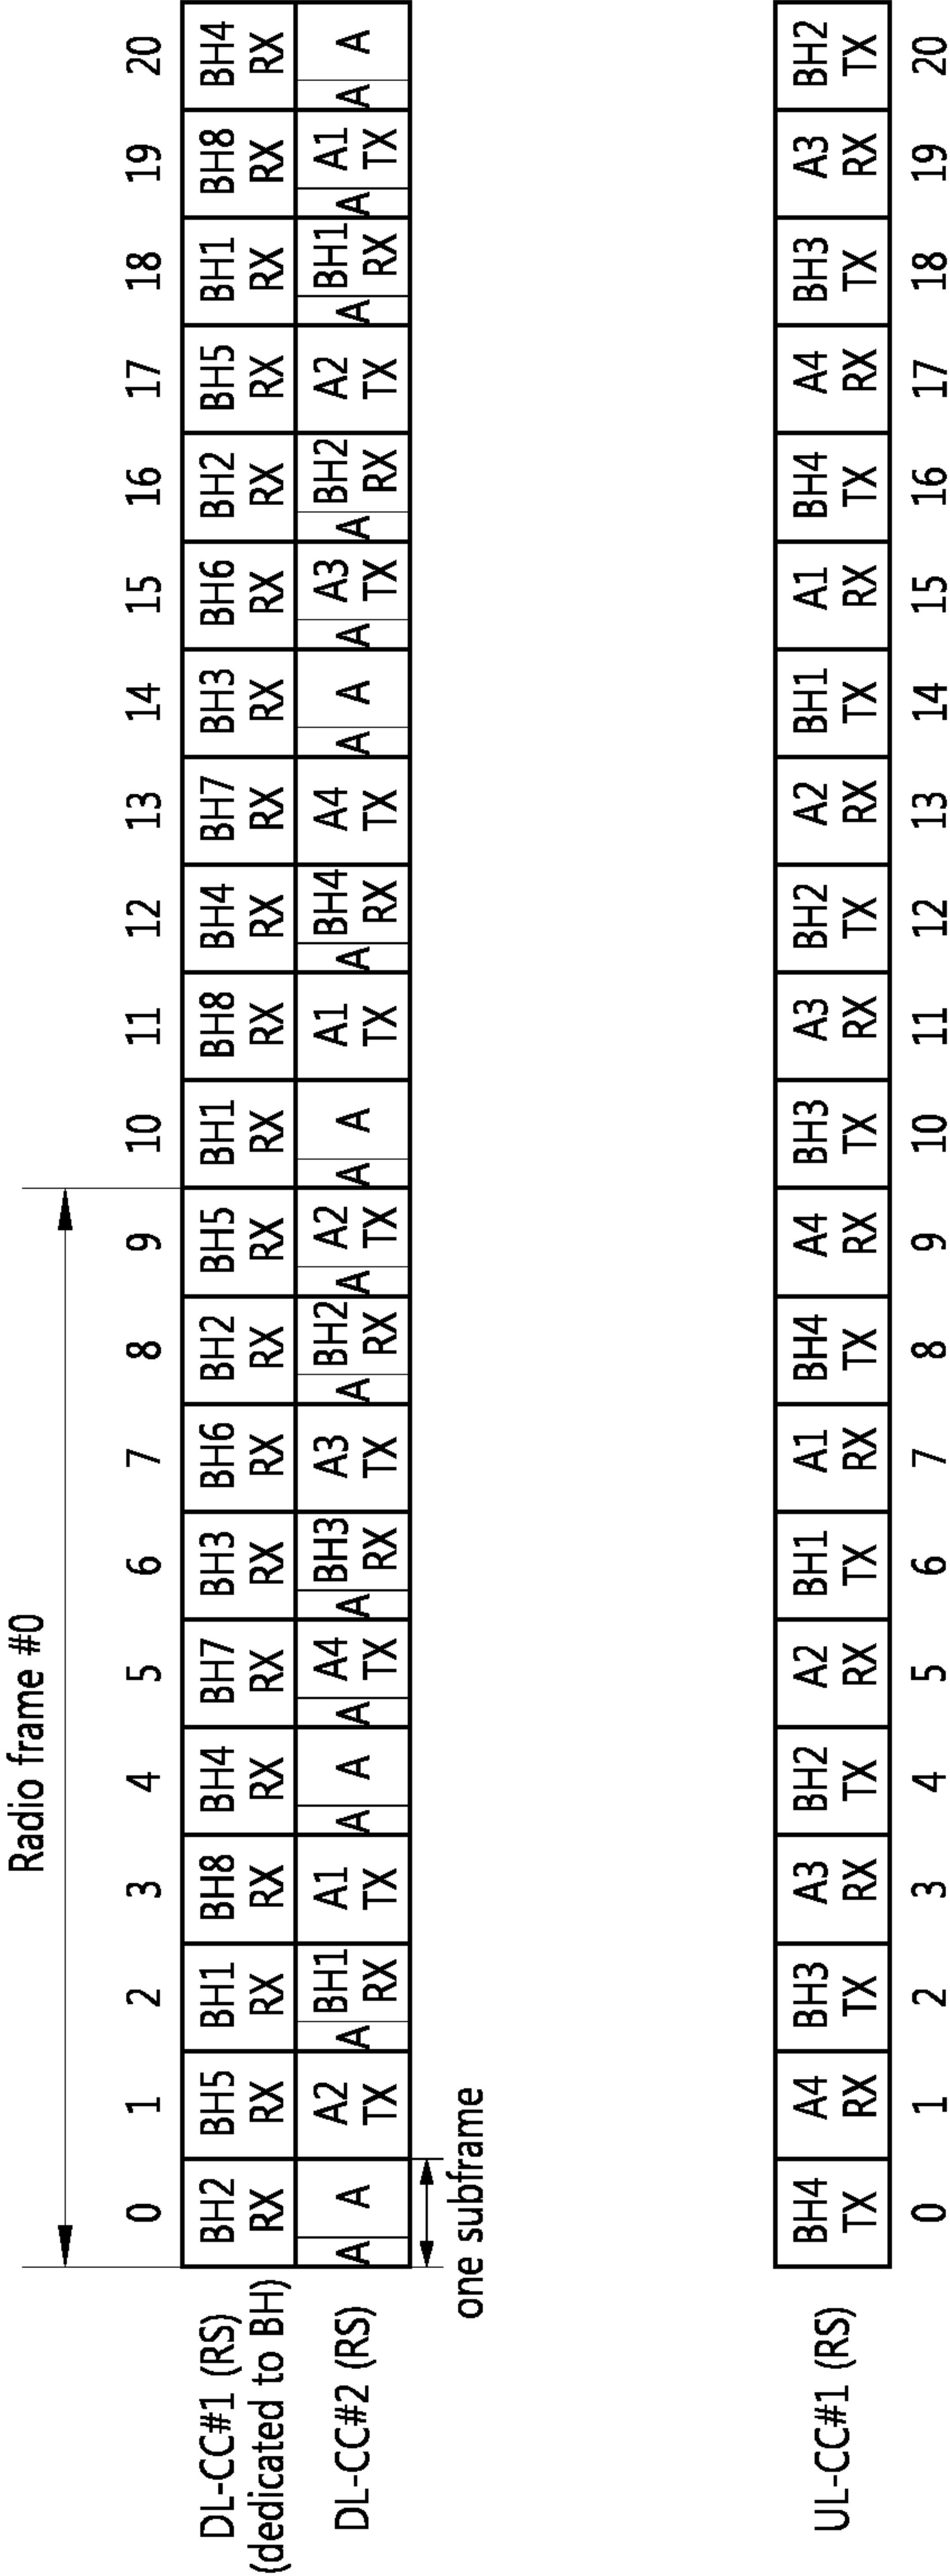 Radio frame #0
0 1 2 3 4 5 6 7 8 9 10 11 12 13 14 15 16 17 18 19 20
DL-CC#1 (RS) BH2 BH5 BH1 BH8 BH4 BH7 BH3 BH6 BH2 BH5 BH1 BH8 BH4 BH7 BH3 BH6 BH2 BH5 BH1 BH8 BH4
(dedicated to BH) RX RX RX RX RX RX RX RX RX RX RX RX RX RX RX RX RX RX RX RX RX
DL-CC#2 (RS) A A A2 A BH1 A1 A A A A4 A BH3 A3 A BH2 A A2 A A A1 A BH4 A4 A A A A3 A BH2 A2 A BH1 A A1 A A
TX RX TX TX RX TX RX TX TX RX TX TX RX TX RX TX
one subframe
UL-CC#1 (RS) BH4 A4 BH3 A3 BH2 A2 BH1 A1 BH4 A4 BH3 A3 BH2 A2 BH1 A1 BH4 A4 BH3 A3 BH2
TX RX TX RX TX RX TX RX TX RX TX RX TX RX TX RX TX RX TX RX TX
0 1 2 3 4 5 6 7 8 9 10 11 12 13 14 15 16 17 18 19 20